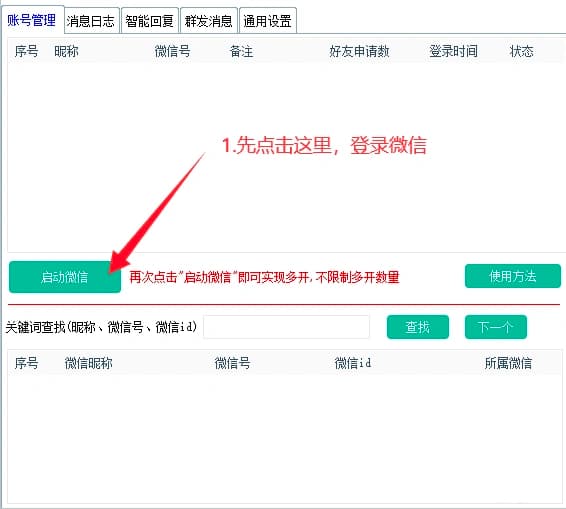 账号管理 消息日志 智能回复 群发消息 通用设置
序号 昵称 微信号 备注 好友申请数 登录时间 状态
1.先点击这里，登录微信
启动微信 再次点击"启动微信"即可实现多开,不限制多开数量 使用方法
关键词查找(昵称、微信号、微信id) 查找 下一个
序号 微信昵称 微信号 微信id 所属微信